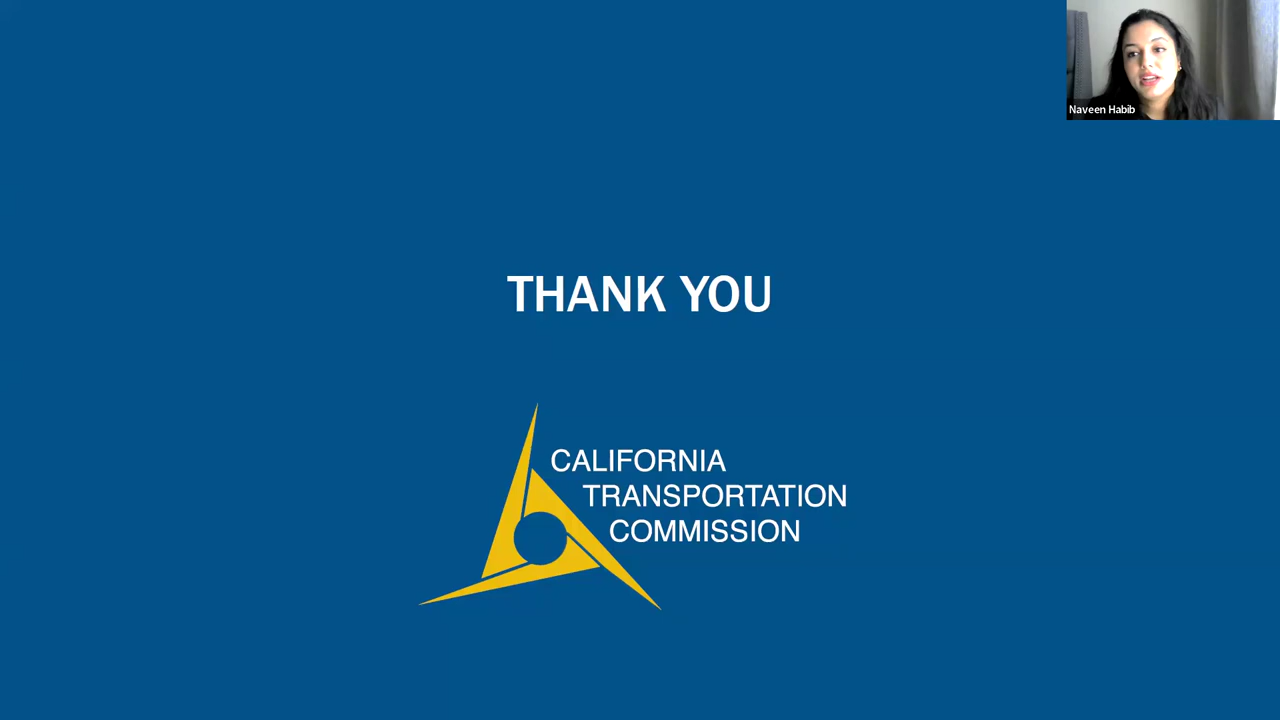 Naveen Habib
THANK YOU
CALIFORNIA
TRANSPORTATION
COMMISSION